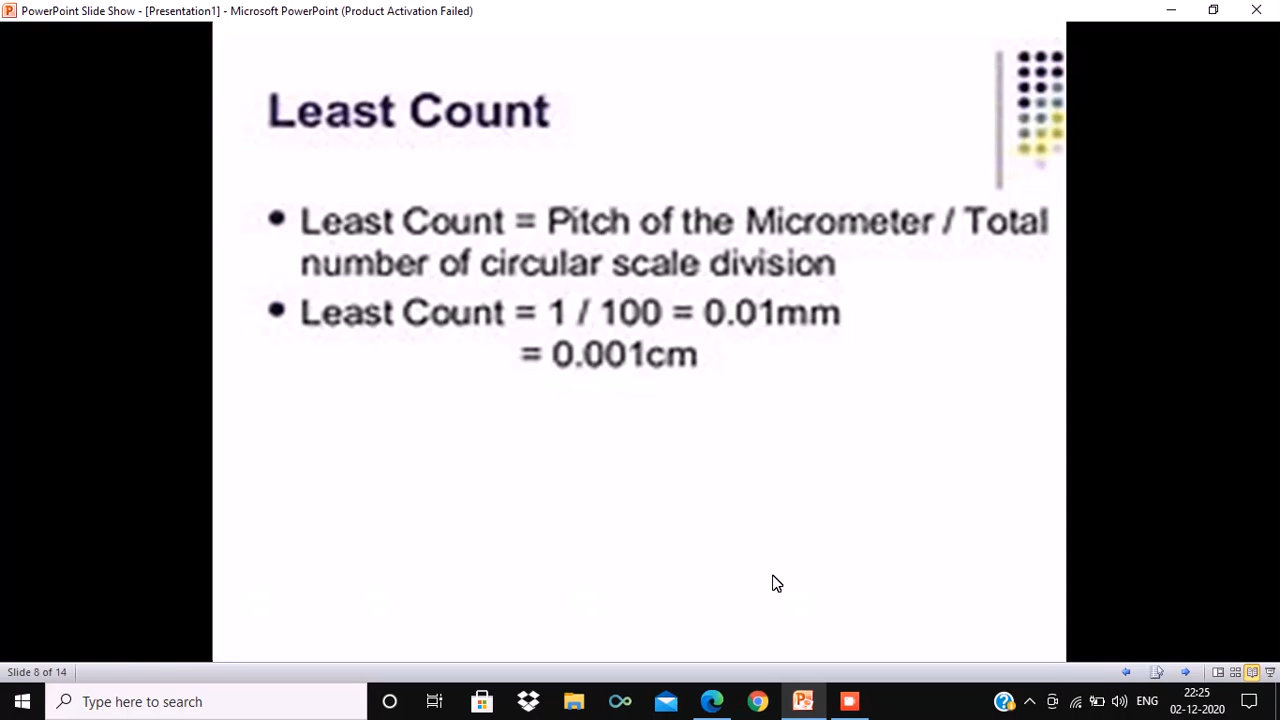 PowerPoint Slide Show - [Presentation1] - Microsoft PowerPoint (Product Activation Failed)
Least Count
• Least Count = Pitch of the Micrometer / Total
number of circular scale division
• Least Count = 1 / 100 = 0.01mm
= 0.001cm
Slide 8 of 14
Type here to search
ENG
22:25
02-12-2020